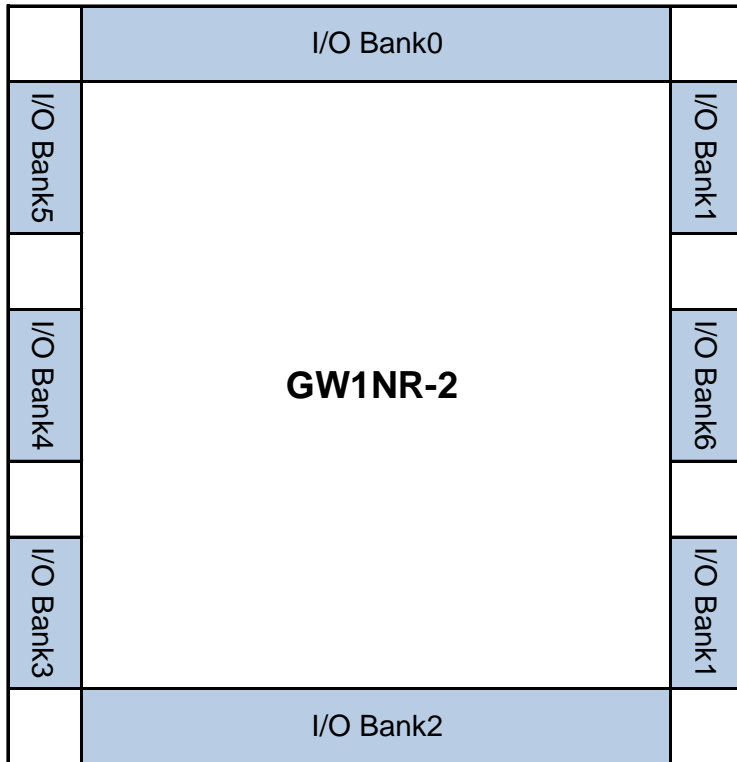 I/O Bank0
I/O Bank5
I/O Bank1
I/O Bank4
GW1NR-2
I/O Bank6
I/O Bank3
I/O Bank1
I/O Bank2